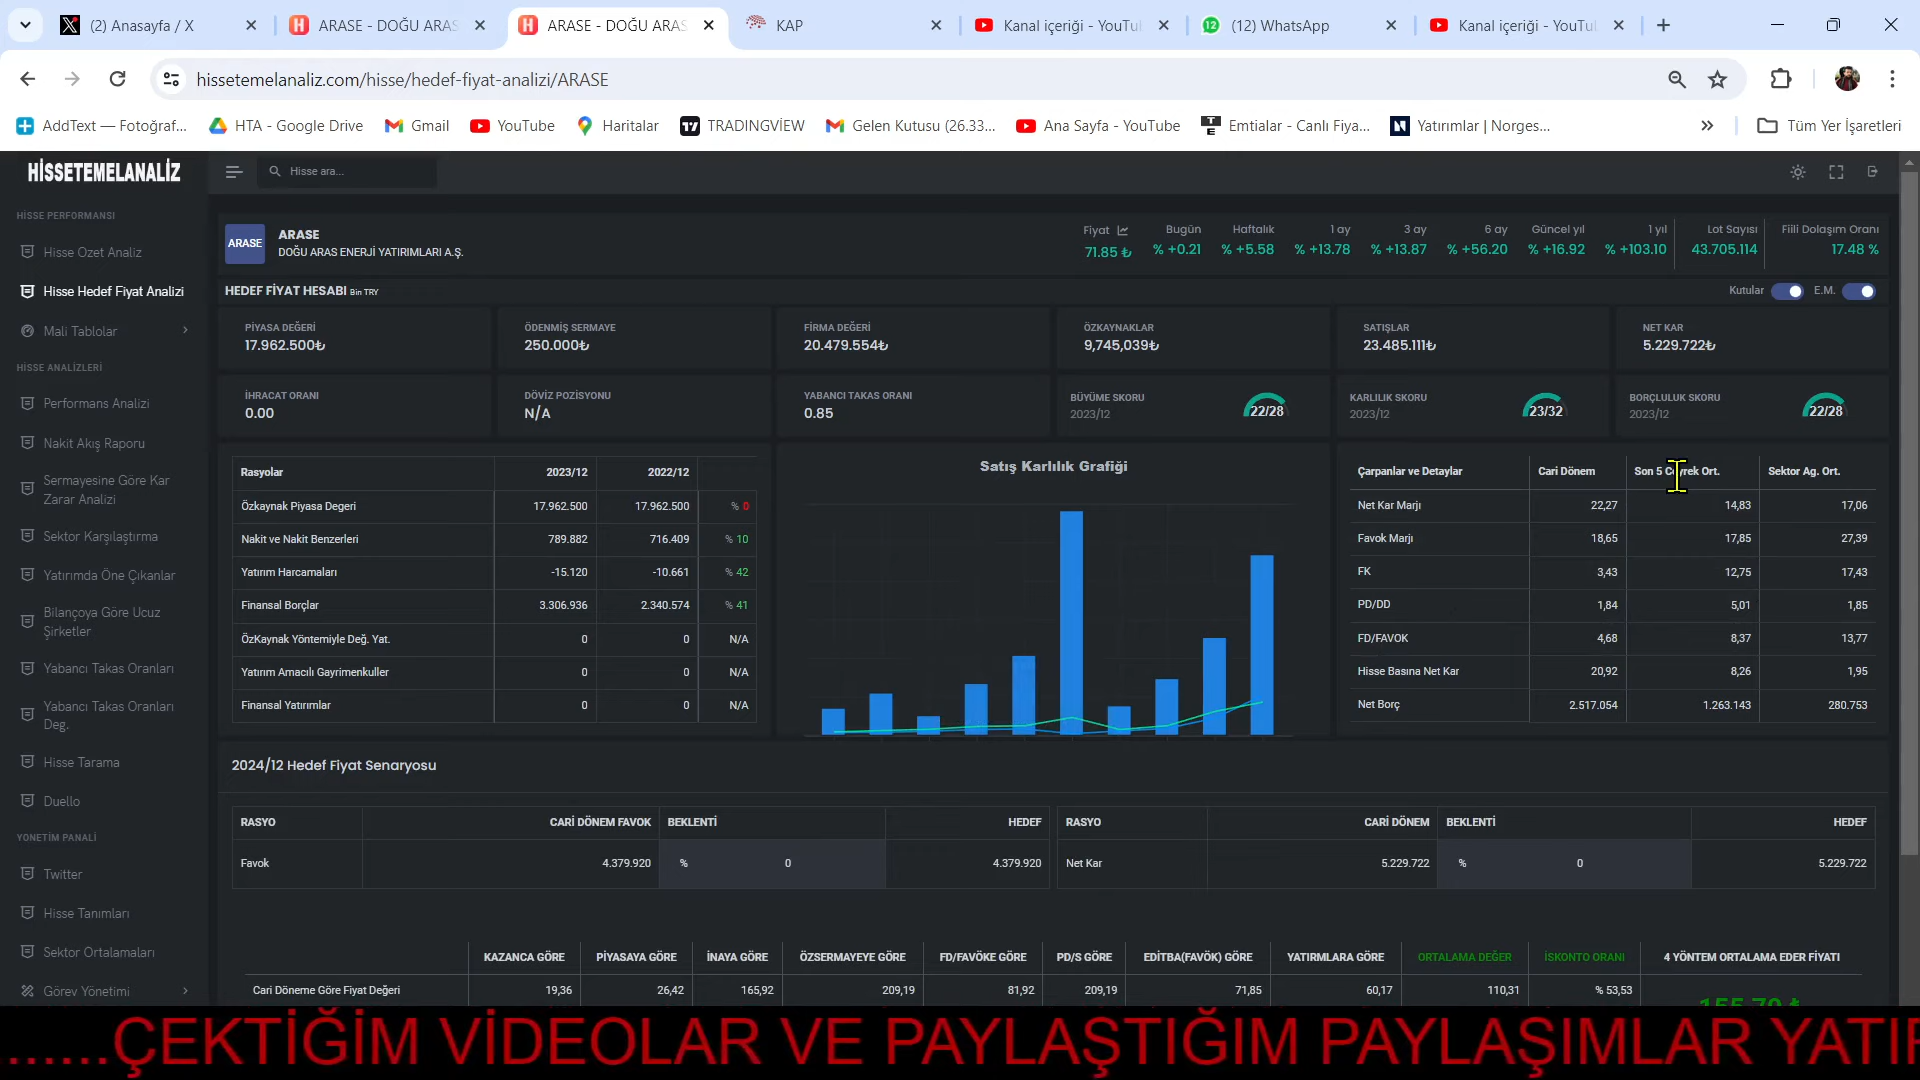 (2) Anasayfa / X
ARASE - DOĞU ARAS
ARASE - DOĞU ARAS
KAP
Kanal içeriği - YouTu
(12) WhatsApp
Kanal içeriği - YouTu
hissetemelanaliz.com/hisse/hedef-fiyat-analizi/ARASE
AddText — Fotoğraf...
HTA - Google Drive
Gmail
YouTube
Haritalar
TRADINGVİEW
Gelen Kutusu (26.33...
Ana Sayfa - YouTube
Emtialar - Canlı Fiya...
Yatırımlar | Norges...
Tüm Yer İşaretleri
HİSSETEMELANALİZ
Hisse ara...
HİSSE PERFORMANSI
Hisse Ozet Analiz
Hisse Hedef Fiyat Analizi
Mali Tablolar
HİSSE ANALİZLERİ
Performans Analizi
Nakit Akış Raporu
Sermayesine Göre Kar
Zarar Analizi
Sektor Karşılaştırma
Yatırımda Öne Çıkanlar
Bilançoya Göre Ucuz
Şirketler
Yabancı Takas Oranları
Yabancı Takas Oranları
Deg.
Hisse Tarama
Duello
YONETİM PANALİ
Twitter
Hisse Tanımları
Sektor Ortalamaları
Görev Yönetimi
ARASE
ARASE
DOĞU ARAS ENERJİ YATIRIMLARI A.Ş.
Fiyat Bugün Haftalık 1 ay 3 ay 6 ay Güncel yıl 1 yıl Lot Sayısı Fiili Dolaşım Oranı
71.85 ₺ % +0.21 % +5.58 % +13.78 % +13.87 % +56.20 % +16.92 % +103.10 43.705.114 17.48 %
HEDEF FİYAT HESABI Bin TRY
Kutular E.M.
PİYASA DEĞERİ ÖDENMİŞ SERMAYE FİRMA DEĞERİ ÖZKAYNAKLAR SATIŞLAR NET KAR
17.962.500₺ 250.000₺ 20.479.554₺ 9,745,039₺ 23.485.111₺ 5.229.722₺
İHRACAT ORANI DÖVİZ POZİSYONU YABANCI TAKAS ORANI BÜYÜME SKORU KARLILIK SKORU BORÇLULUK SKORU
0.00 N/A 0.85 2023/12 22/28 2023/12 23/32 2023/12 22/28
Rasyolar 2023/12 2022/12
Özkaynak Piyasa Degeri 17.962.500 17.962.500 % 0
Nakit ve Nakit Benzerleri 789.882 716.409 % 10
Yatırım Harcamaları -15.120 -10.661 % 42
Finansal Borçlar 3.306.936 2.340.574 % 41
ÖzKaynak Yöntemiyle Değ. Yat. 0 0 N/A
Yatırım Amacılı Gayrimenkuller 0 0 N/A
Finansal Yatırımlar 0 0 N/A
Satış Karlılık Grafiği
Çarpanlar ve Detaylar Cari Dönem Son 5 Çeyrek Ort. Sektor Ag. Ort.
Net Kar Marjı 22,27 14,83 17,06
Favok Marjı 18,65 17,85 27,39
FK 3,43 12,75 17,43
PD/DD 1,84 5,01 1,85
FD/FAVOK 4,68 8,37 13,77
Hisse Basına Net Kar 20,92 8,26 1,95
Net Borç 2.517.054 1.263.143 280.753
2024/12 Hedef Fiyat Senaryosu
RASYO CARİ DÖNEM FAVOK BEKLENTİ HEDEF
Favok 4.379.920 % 0 4.379.920
RASYO CARİ DÖNEM BEKLENTİ HEDEF
Net Kar 5.229.722 % 0 5.229.722
KAZANCA GÖRE PİYASAYA GÖRE İNAYA GÖRE ÖZSERMAYEYE GÖRE FD/FAVÖKE GÖRE PD/S GÖRE EDİTBA(FAVÖK) GÖRE YATIRMLARA GÖRE ORTALAMA DEĞER İSKONTO ORANI 4 YÖNTEM ORTALAMA EDER FİYATI
Cari Döneme Göre Fiyat Değeri 19,36 26,42 165,92 209,19 81,92 209,19 71,85 60,17 110,31 % 53,53
......ÇEKTİĞİM VİDEOLAR VE PAYLAŞTIĞIM PAYLAŞIMLAR YATIR